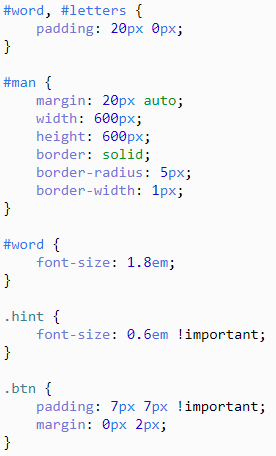 #word, #letters {
    padding: 20px 0px;
}

#man {
    margin: 20px auto;
    width: 600px;
    height: 600px;
    border: solid;
    border-radius: 5px;
    border-width: 1px;
}

#word {
    font-size: 1.8em;
}

.hint {
    font-size: 0.6em !important;
}

.btn {
    padding: 7px 7px !important;
    margin: 0px 2px;
}